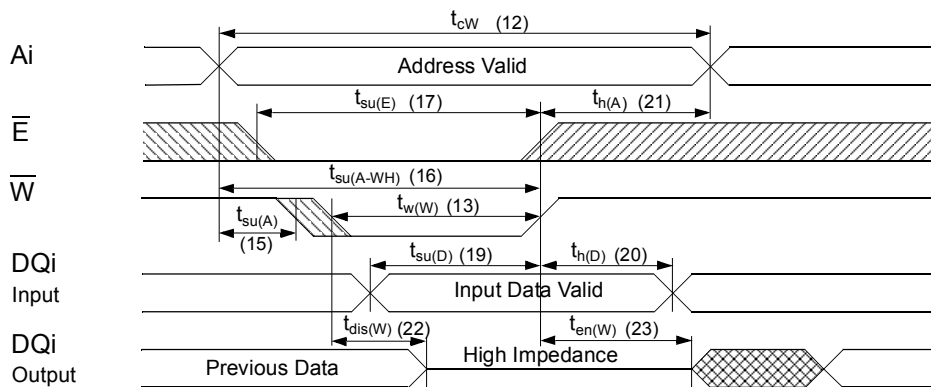 t_cW (12)
Ai
Address Valid
t_su(E) (17)
t_h(A) (21)
E̅
t_su(A-WH) (16)
W̅
t_su(A)
(15)
t_w(W) (13)
DQi
Input
t_su(D) (19)
t_h(D) (20)
Input Data Valid
t_dis(W) (22)
t_en(W) (23)
DQi
Output
Previous Data
High Impedance